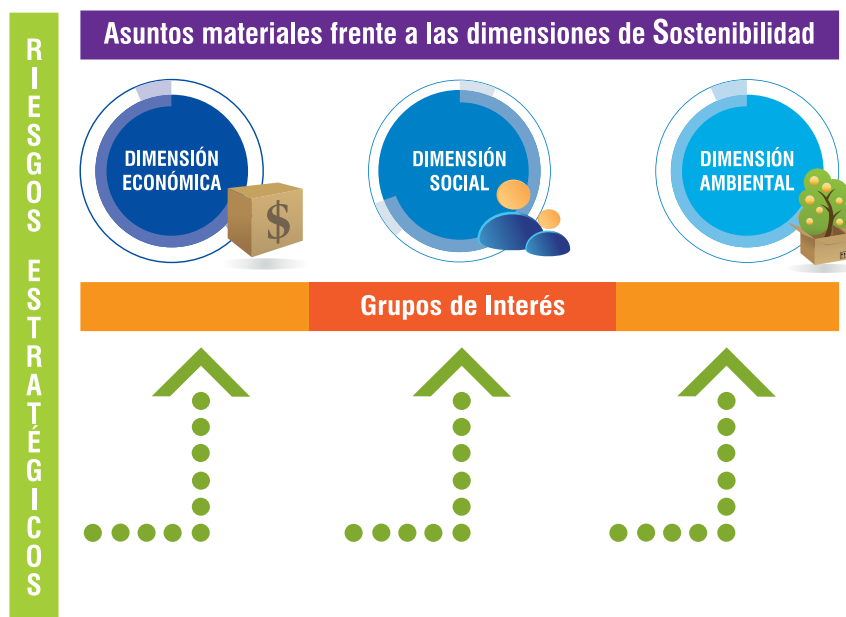 RIESGOS ESTRATÉGICOS
Asuntos materiales frente a las dimensiones de Sostenibilidad
DIMENSIÓN
ECONÓMICA
$
DIMENSIÓN
SOCIAL
DIMENSIÓN
AMBIENTAL
Grupos de Interés